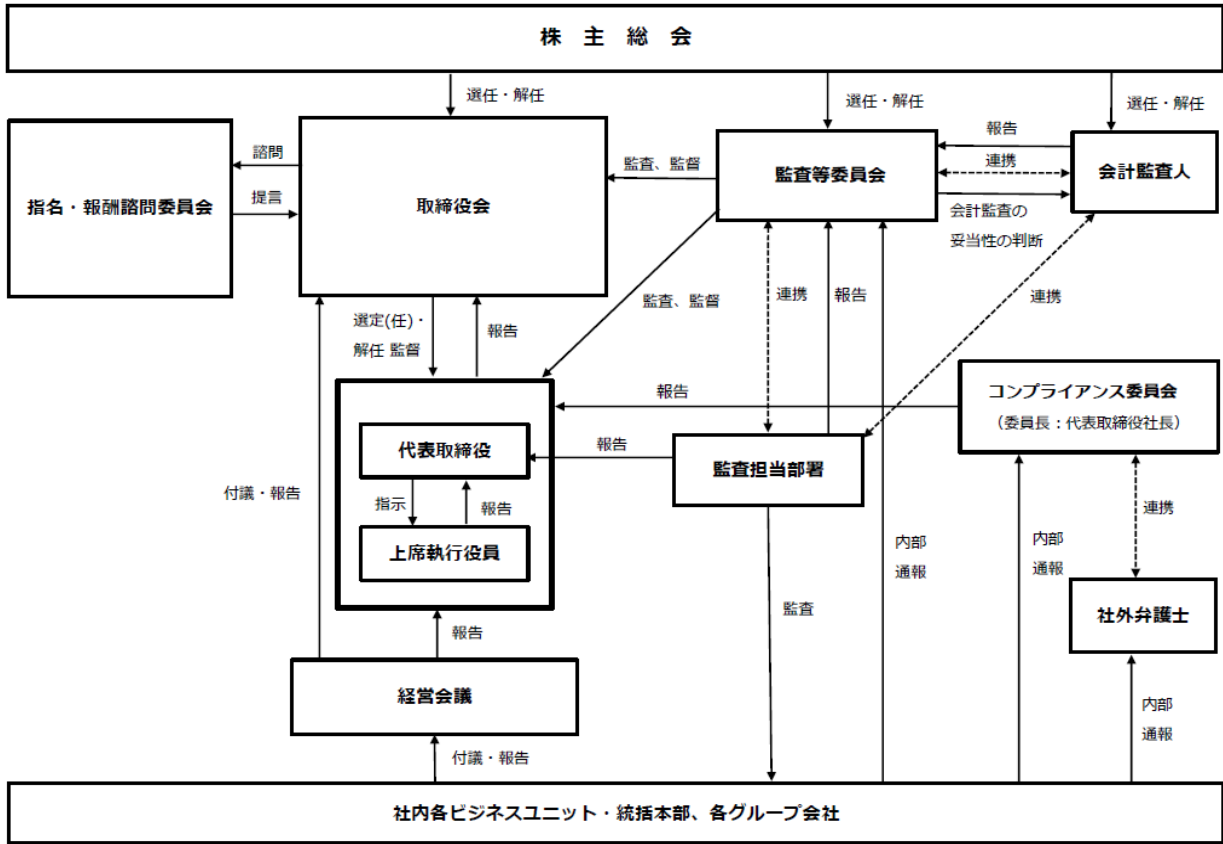 株 主 総 会
選任・解任
選任・解任
選任・解任
指名・報酬諮問委員会
諮問
提言
取締役会
監査、監督
監査等委員会
報告
連携
会計監査の
妥当性の判断
会計監査人
選定(任)・
解任 監督
報告
監査、監督
連携
報告
連携
コンプライアンス委員会
（委員長：代表取締役社長）
報告
代表取締役
報告
監査担当部署
指示
報告
上席執行役員
付議・報告
内部
通報
内部
通報
連携
社外弁護士
監査
報告
経営会議
内部
通報
付議・報告
社内各ビジネスユニット・統括本部、各グループ会社